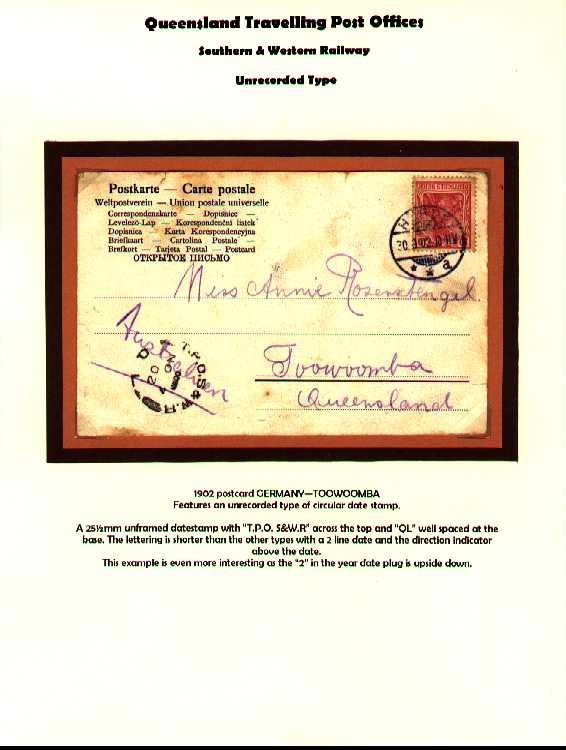 Queensland Travelling Post Offices
Southern & Western Railway
Unrecorded Type
Postkarte — Carte postale
Weltpostverein — Union postale universelle
Correspondenzkarte — Dopisnice —
Levelező-Lap — Korespondenční listek
Dopisnica — Karta Korespondencyjna
Briefkaart — Cartolina Postale —
Brefkort — Tarjeta Postal — Postcard
ОТКРЫТОЕ ПИСЬМО
Miss Annie Rosenstengel
Australien
Toowoomba
Queensland
T.P.O.S & W.R
20
1902 postcard GERMANY—TOOWOOMBA
Features an unrecorded type of circular date stamp.
A 25½mm unframed datestamp with "T.P.O. S&W.R" across the top and "QL" well spaced at the
base. The lettering is shorter than the other types with a 2 line date and the direction indicator
above the date.
This example is even more interesting as the "2" in the year date plug is upside down.